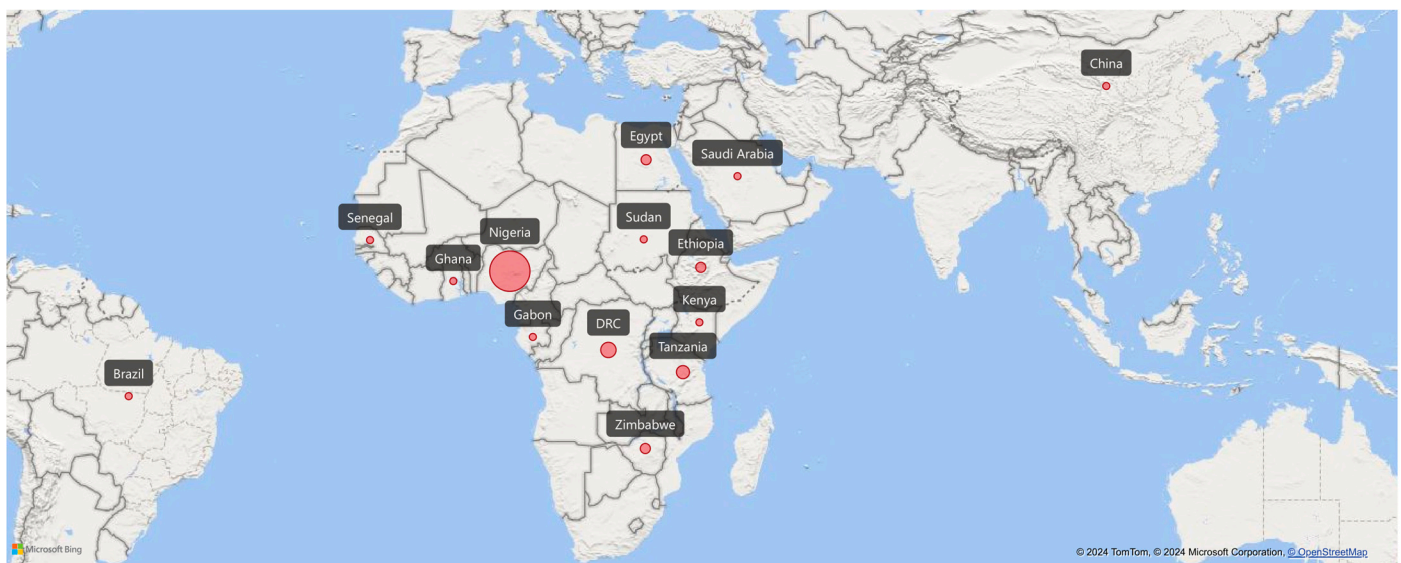 China
Egypt
Saudi Arabia
Senegal
Sudan
Nigeria
Ethiopia
Ghana
Kenya
Gabon
DRC
Tanzania
Brazil
Zimbabwe
Microsoft Bing
© 2024 TomTom, © 2024 Microsoft Corporation, © OpenStreetMap